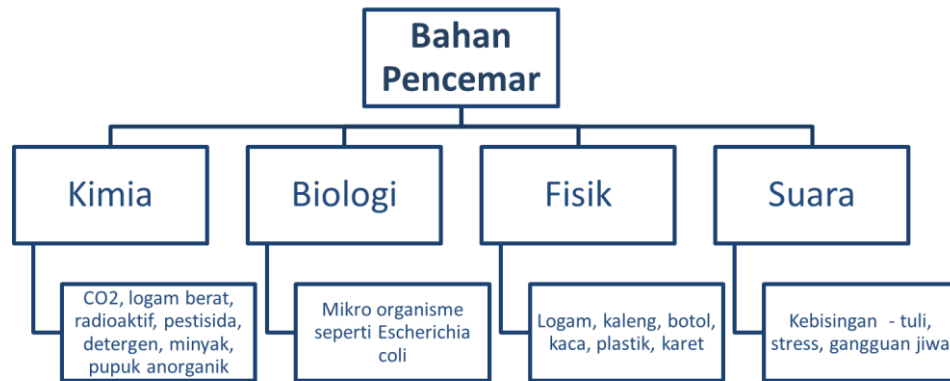 Bahan
Pencemar
Kimia
Biologi
Fisik
Suara
CO2, logam berat,
radioaktif, pestisida,
detergen, minyak,
pupuk anorganik
Mikro organisme
seperti Escherichia
coli
Logam, kaleng, botol,
kaca, plastik, karet
Kebisingan - tuli,
stress, gangguan jiwa